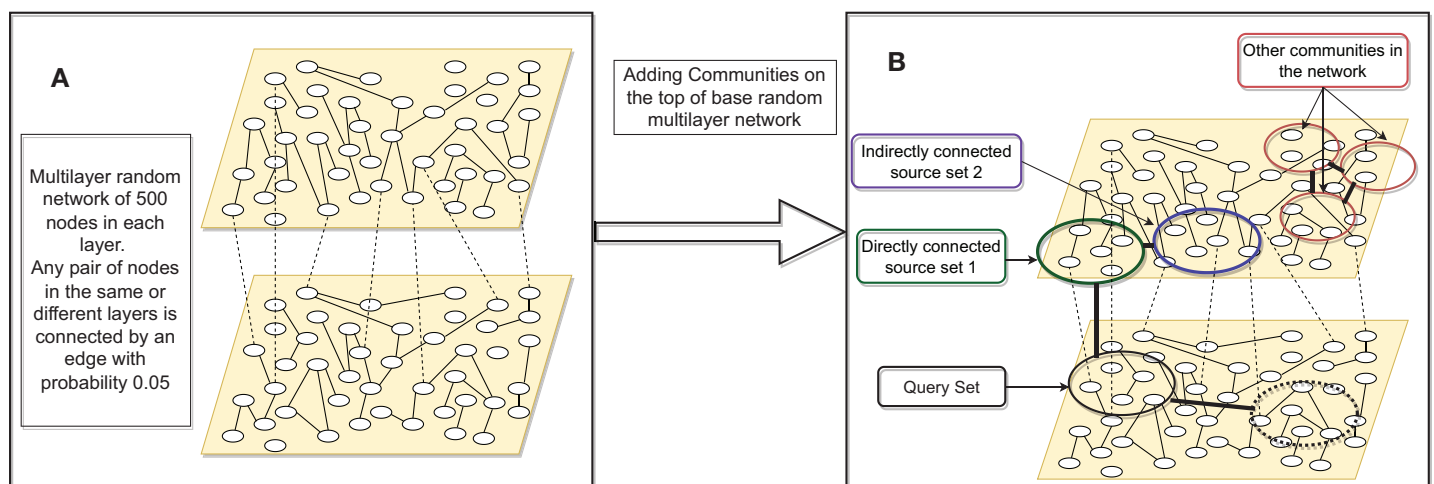 A
Multilayer random
network of 500
nodes in each
layer.
Any pair of nodes
in the same or
different layers is
connected by an
edge with
probability 0.05
Adding Communities on
the top of base random
multilayer network
B
Other communities in
the network
Indirectly connected
source set 2
Directly connected
source set 1
Query Set